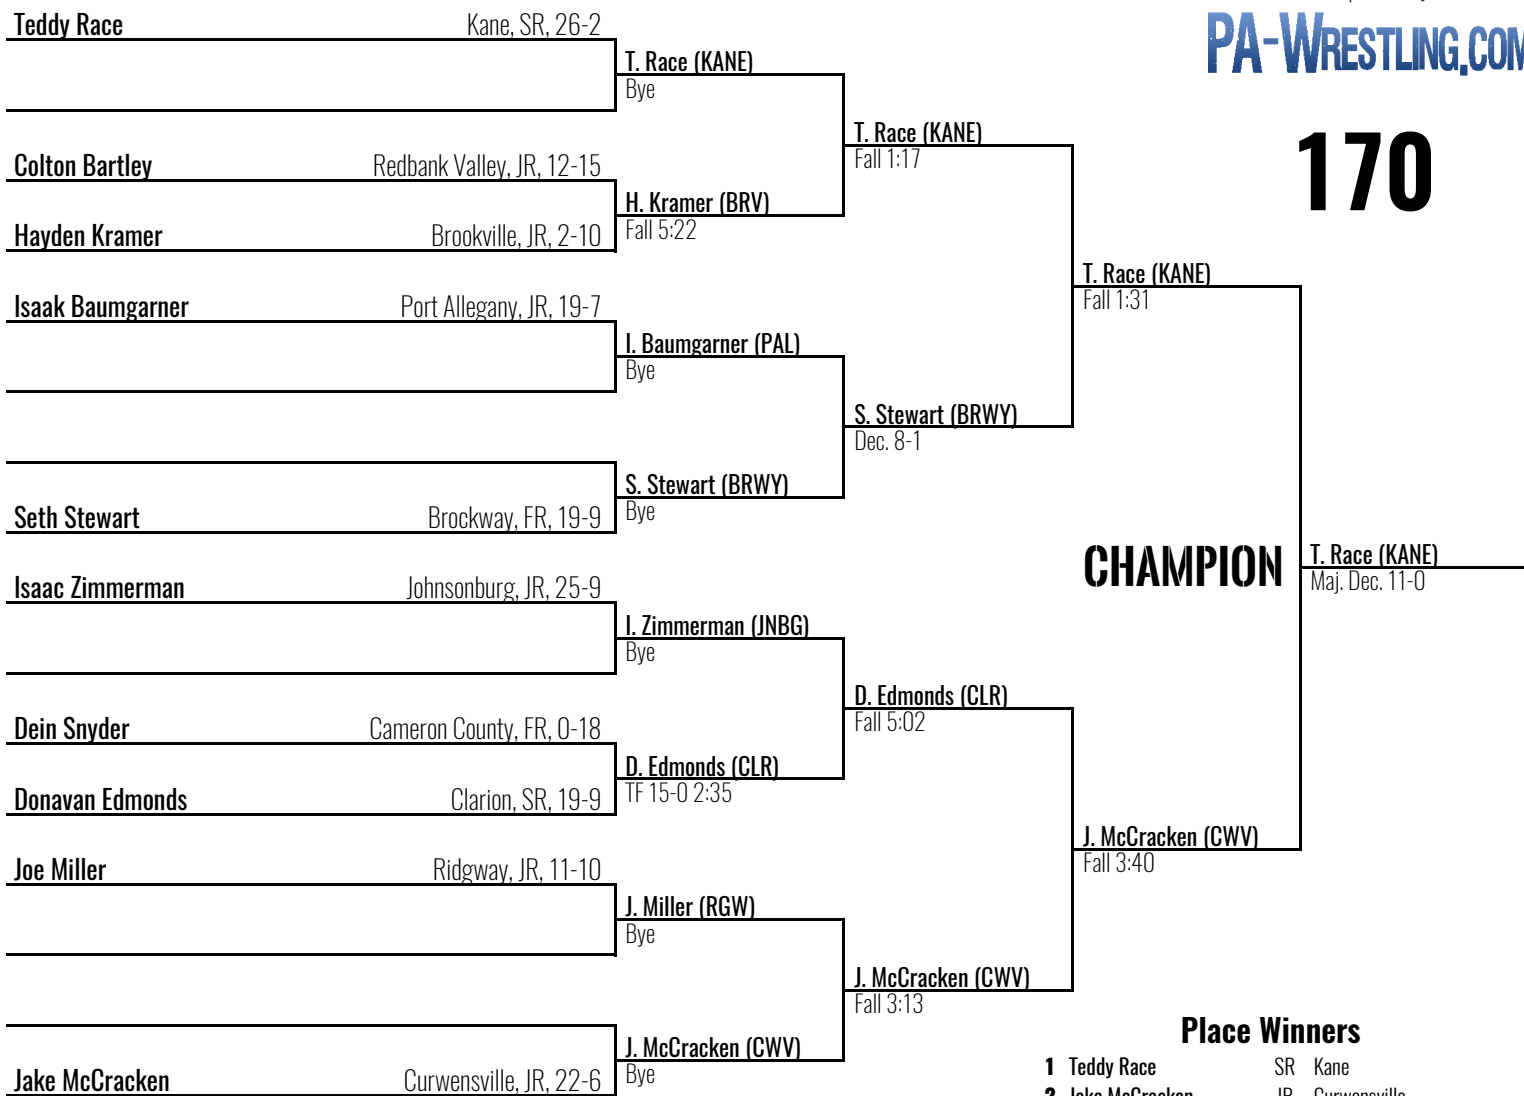 Teddy Race Kane, SR, 26-2
PA-WRESTLING.COM
T. Race (KANE)
Bye
T. Race (KANE)
Fall 1:17
170
Colton Bartley Redbank Valley, JR, 12-15
H. Kramer (BRV)
Fall 5:22
Hayden Kramer Brookville, JR, 2-10
T. Race (KANE)
Fall 1:31
Isaak Baumgarner Port Allegany, JR, 19-7
I. Baumgarner (PAL)
Bye
S. Stewart (BRWY)
Dec. 8-1
S. Stewart (BRWY)
Bye
Seth Stewart Brockway, FR, 19-9
CHAMPION
T. Race (KANE)
Maj. Dec. 11-0
Isaac Zimmerman Johnsonburg, JR, 25-9
I. Zimmerman (JNBG)
Bye
D. Edmonds (CLR)
Fall 5:02
Dein Snyder Cameron County, FR, 0-18
D. Edmonds (CLR)
TF 15-0 2:35
Donavan Edmonds Clarion, SR, 19-9
J. McCracken (CWV)
Fall 3:40
Joe Miller Ridgway, JR, 11-10
J. Miller (RGW)
Bye
J. McCracken (CWV)
Fall 3:13
J. McCracken (CWV)
Bye
Jake McCracken Curwensville, JR, 22-6
Place Winners
1 Teddy Race SR Kane
2 Jake McCracken JR Curwensville